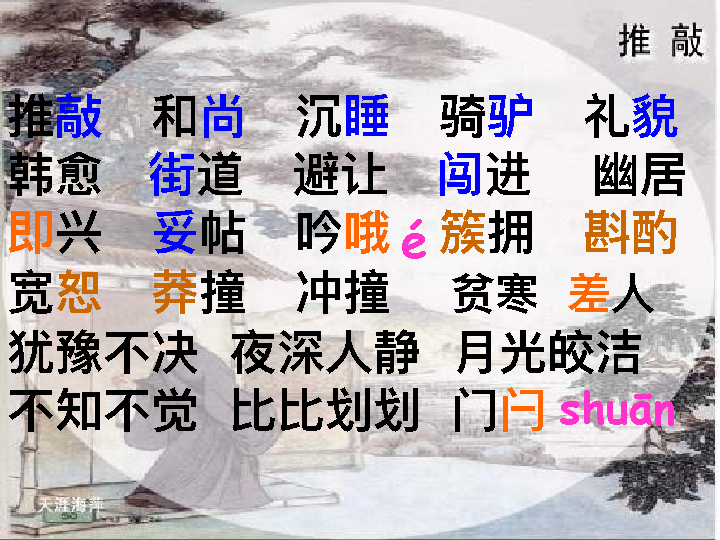 推 敲
推敲 和尚 沉睡 骑驴 礼貌
韩愈 街道 避让 闯进 幽居
即兴 妥帖 吟哦 é 簇拥 斟酌
宽恕 莽撞 冲撞 贫寒 差人
犹豫不决 夜深人静 月光皎洁
不知不觉 比比划划 门闩 shuān
天涯海萍